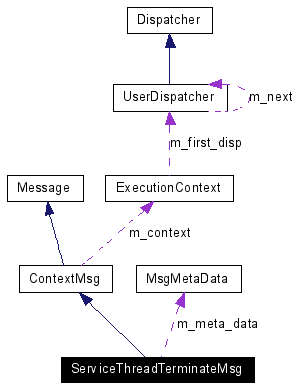 Dispatcher
UserDispatcher
m_next
m_first_disp
Message
ExecutionContext
m_context
ContextMsg
MsgMetaData
m_meta_data
ServiceThreadTerminateMsg